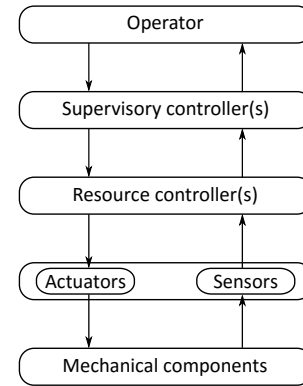 Operator
Supervisory controller(s)
Resource controller(s)
Actuators Sensors
Mechanical components